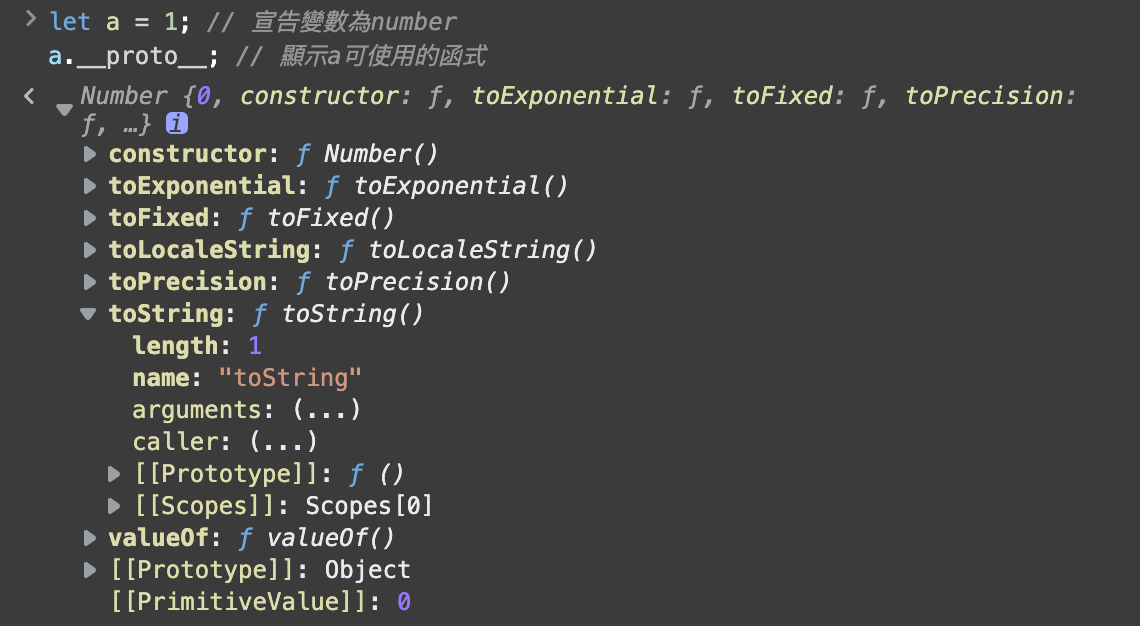 > let a = 1; // 宣告變數為number
a.__proto__; // 顯示a可使用的函式
< ▼ Number {0, constructor: ƒ, toExponential: ƒ, toFixed: ƒ, toPrecision:
ƒ, …} i
▶ constructor: ƒ Number()
▶ toExponential: ƒ toExponential()
▶ toFixed: ƒ toFixed()
▶ toLocaleString: ƒ toLocaleString()
▶ toPrecision: ƒ toPrecision()
▼ toString: ƒ toString()
length: 1
name: "toString"
arguments: (...)
caller: (...)
▶ [[Prototype]]: ƒ ()
▶ [[Scopes]]: Scopes[0]
▶ valueOf: ƒ valueOf()
▶ [[Prototype]]: Object
[[PrimitiveValue]]: 0